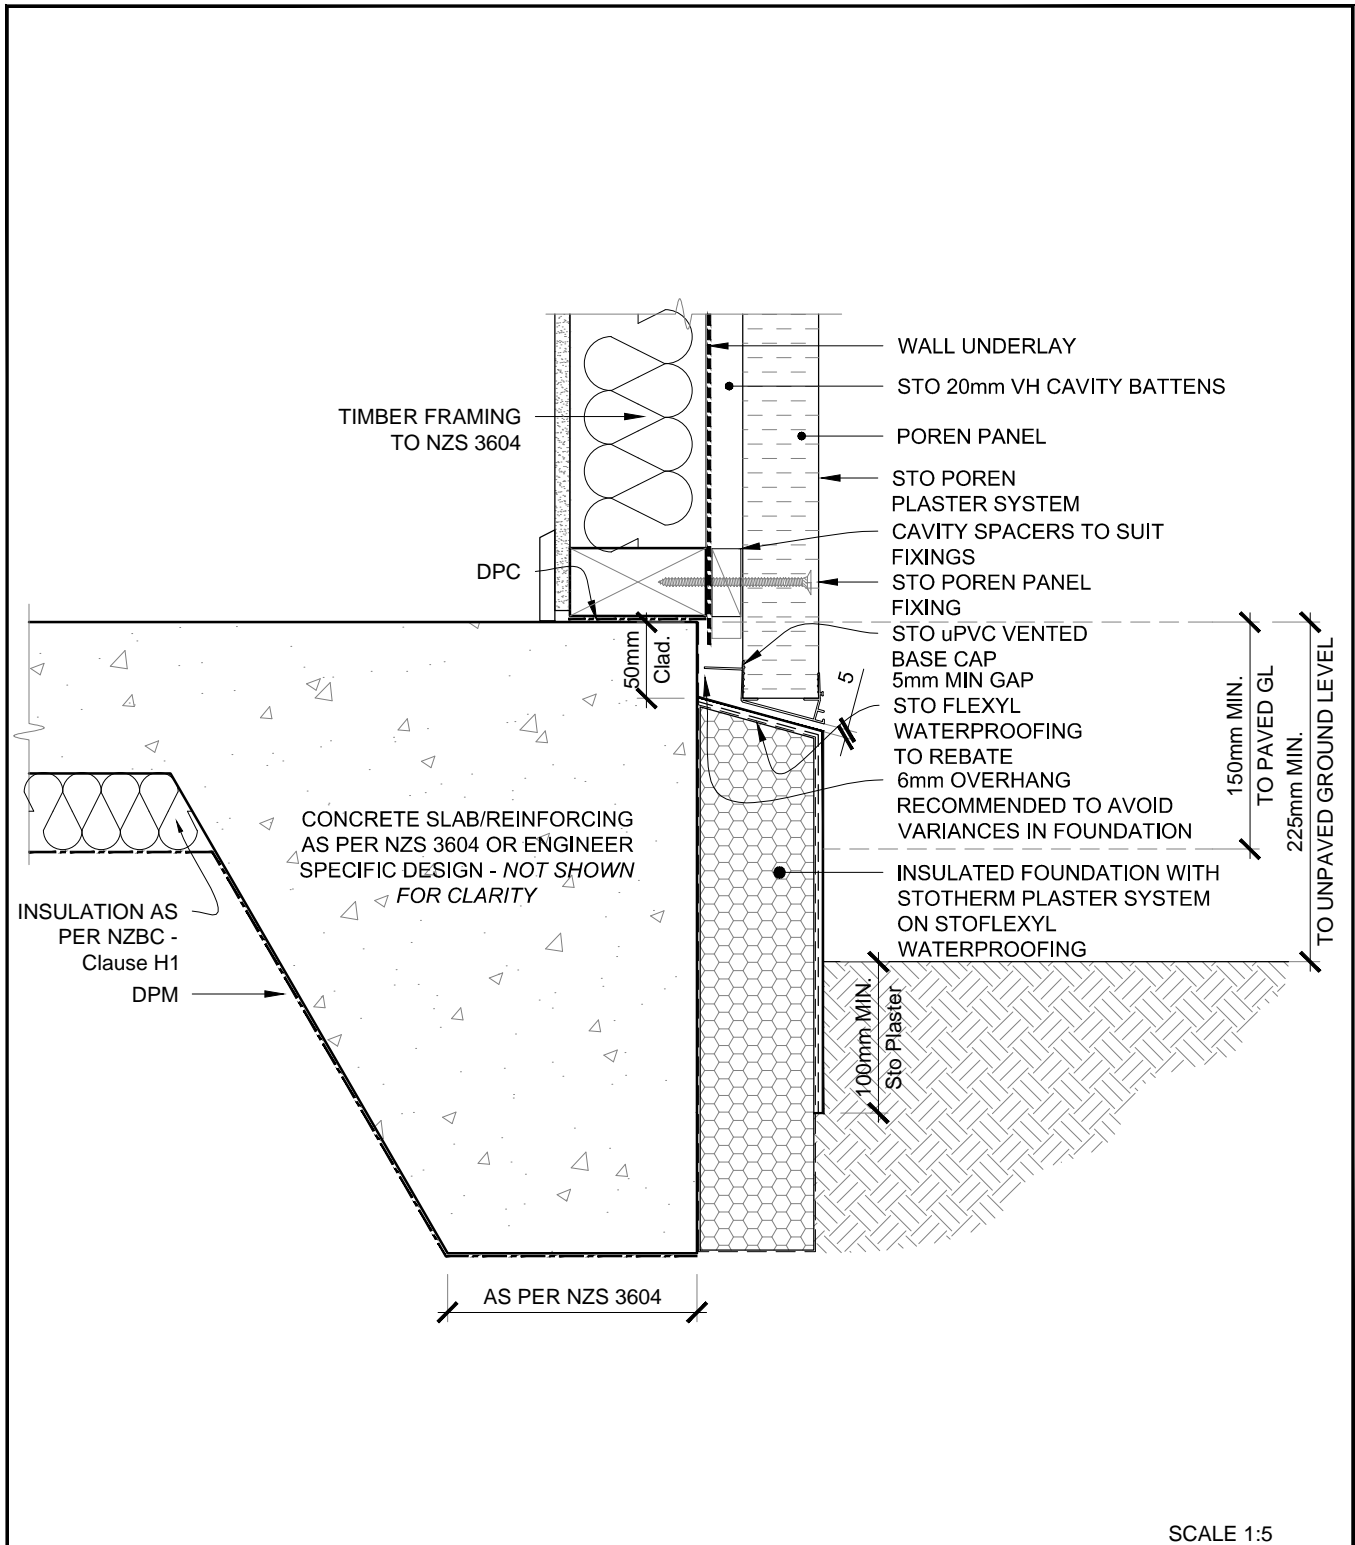 WALL UNDERLAY
STO 20mm VH CAVITY BATTENS
TIMBER FRAMING
TO NZS 3604
POREN PANEL
STO POREN
PLASTER SYSTEM
CAVITY SPACERS TO SUIT
FIXINGS
DPC
STO POREN PANEL
FIXING
STO uPVC VENTED
BASE CAP
50mm
Clad.
5
5mm MIN GAP
STO FLEXYL
WATERPROOFING
TO REBATE
6mm OVERHANG
RECOMMENDED TO AVOID
VARIANCES IN FOUNDATION
150mm MIN.
TO PAVED GL
225mm MIN.
TO UNPAVED GROUND LEVEL
CONCRETE SLAB/REINFORCING
AS PER NZS 3604 OR ENGINEER
SPECIFIC DESIGN - NOT SHOWN
FOR CLARITY
INSULATED FOUNDATION WITH
STOTHERM PLASTER SYSTEM
ON STOFLEXYL
WATERPROOFING
INSULATION AS
PER NZBC -
Clause H1
DPM
100mm MIN.
Sto Plaster
AS PER NZS 3604
SCALE 1:5